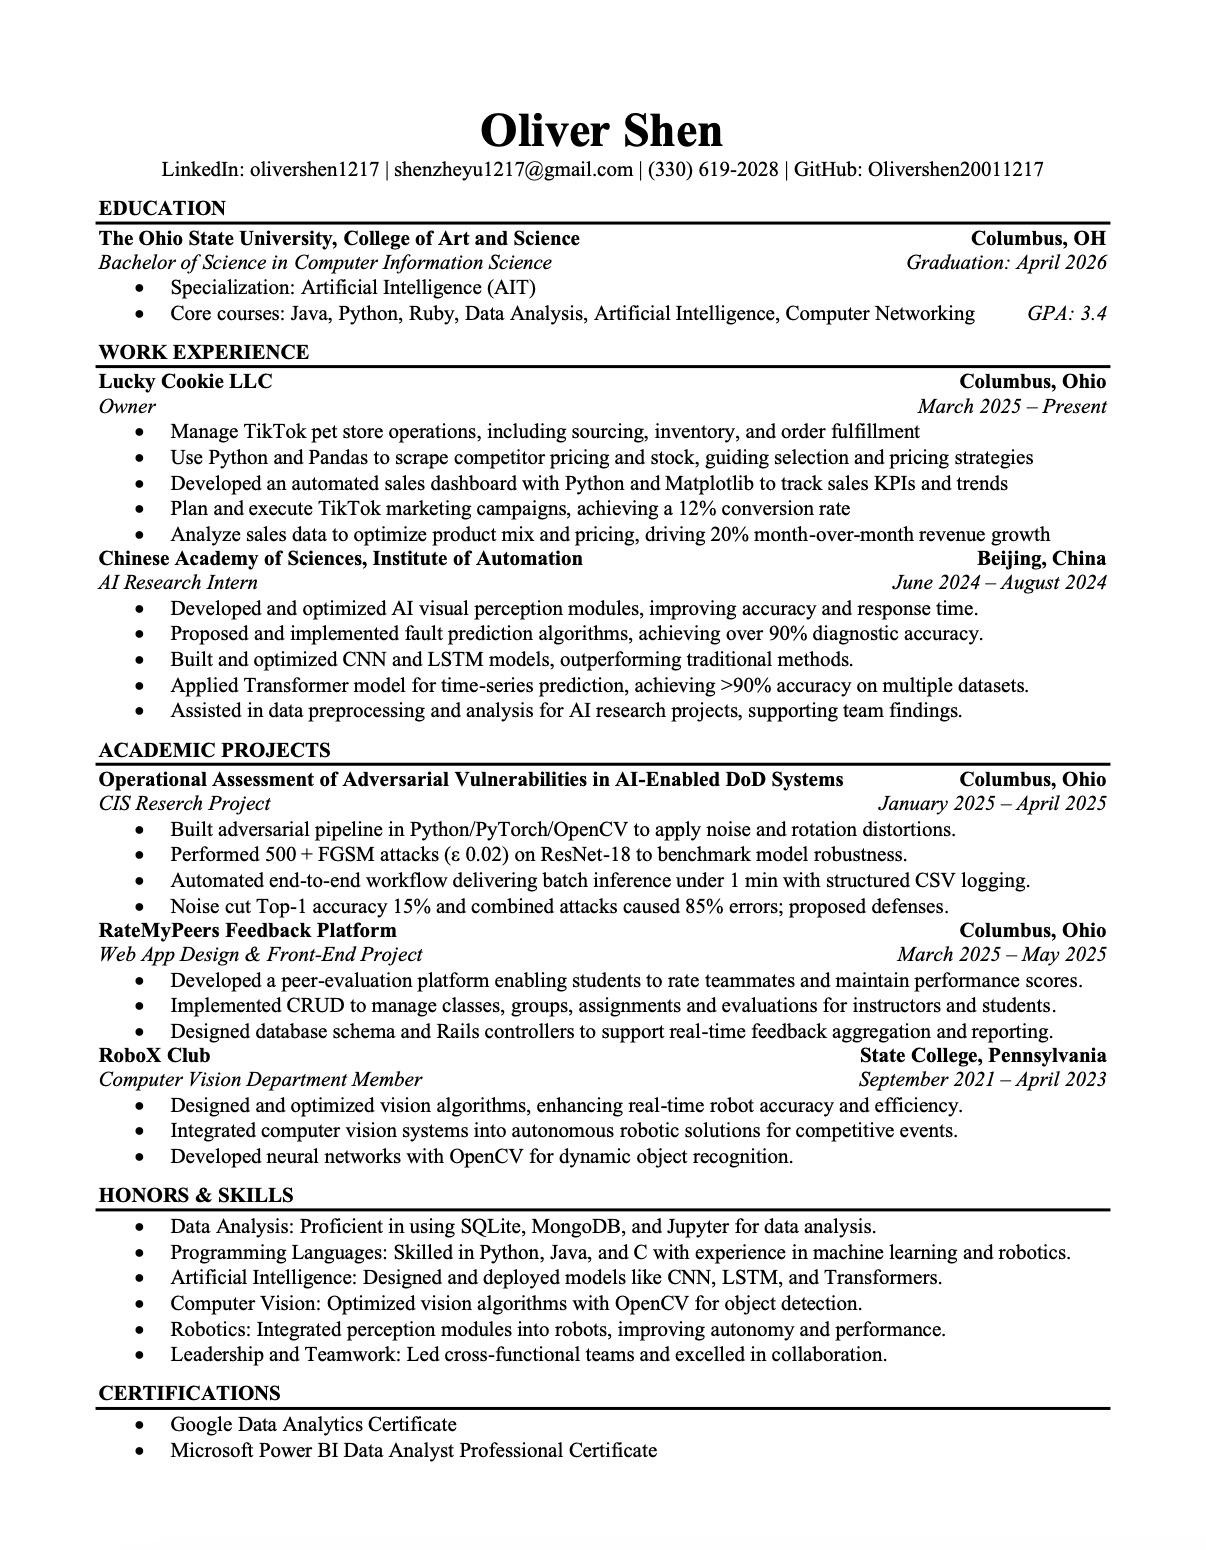 Oliver Shen
LinkedIn: olivershen1217 | shenzheyu1217@gmail.com | (330) 619-2028 | GitHub: Olivershen20011217
EDUCATION
The Ohio State University, College of Art and Science Columbus, OH
Bachelor of Science in Computer Information Science Graduation: April 2026
• Specialization: Artificial Intelligence (AIT)
• Core courses: Java, Python, Ruby, Data Analysis, Artificial Intelligence, Computer Networking GPA: 3.4
WORK EXPERIENCE
Lucky Cookie LLC Columbus, Ohio
Owner March 2025 – Present
• Manage TikTok pet store operations, including sourcing, inventory, and order fulfillment
• Use Python and Pandas to scrape competitor pricing and stock, guiding selection and pricing strategies
• Developed an automated sales dashboard with Python and Matplotlib to track sales KPIs and trends
• Plan and execute TikTok marketing campaigns, achieving a 12% conversion rate
• Analyze sales data to optimize product mix and pricing, driving 20% month-over-month revenue growth
Chinese Academy of Sciences, Institute of Automation Beijing, China
AI Research Intern June 2024 – August 2024
• Developed and optimized AI visual perception modules, improving accuracy and response time.
• Proposed and implemented fault prediction algorithms, achieving over 90% diagnostic accuracy.
• Built and optimized CNN and LSTM models, outperforming traditional methods.
• Applied Transformer model for time-series prediction, achieving >90% accuracy on multiple datasets.
• Assisted in data preprocessing and analysis for AI research projects, supporting team findings.
ACADEMIC PROJECTS
Operational Assessment of Adversarial Vulnerabilities in AI-Enabled DoD Systems Columbus, Ohio
CIS Reserch Project January 2025 – April 2025
• Built adversarial pipeline in Python/PyTorch/OpenCV to apply noise and rotation distortions.
• Performed 500 + FGSM attacks (ε 0.02) on ResNet-18 to benchmark model robustness.
• Automated end-to-end workflow delivering batch inference under 1 min with structured CSV logging.
• Noise cut Top-1 accuracy 15% and combined attacks caused 85% errors; proposed defenses.
RateMyPeers Feedback Platform Columbus, Ohio
Web App Design & Front-End Project March 2025 – May 2025
• Developed a peer-evaluation platform enabling students to rate teammates and maintain performance scores.
• Implemented CRUD to manage classes, groups, assignments and evaluations for instructors and students.
• Designed database schema and Rails controllers to support real-time feedback aggregation and reporting.
RoboX Club State College, Pennsylvania
Computer Vision Department Member September 2021 – April 2023
• Designed and optimized vision algorithms, enhancing real-time robot accuracy and efficiency.
• Integrated computer vision systems into autonomous robotic solutions for competitive events.
• Developed neural networks with OpenCV for dynamic object recognition.
HONORS & SKILLS
• Data Analysis: Proficient in using SQLite, MongoDB, and Jupyter for data analysis.
• Programming Languages: Skilled in Python, Java, and C with experience in machine learning and robotics.
• Artificial Intelligence: Designed and deployed models like CNN, LSTM, and Transformers.
• Computer Vision: Optimized vision algorithms with OpenCV for object detection.
• Robotics: Integrated perception modules into robots, improving autonomy and performance.
• Leadership and Teamwork: Led cross-functional teams and excelled in collaboration.
CERTIFICATIONS
• Google Data Analytics Certificate
• Microsoft Power BI Data Analyst Professional Certificate